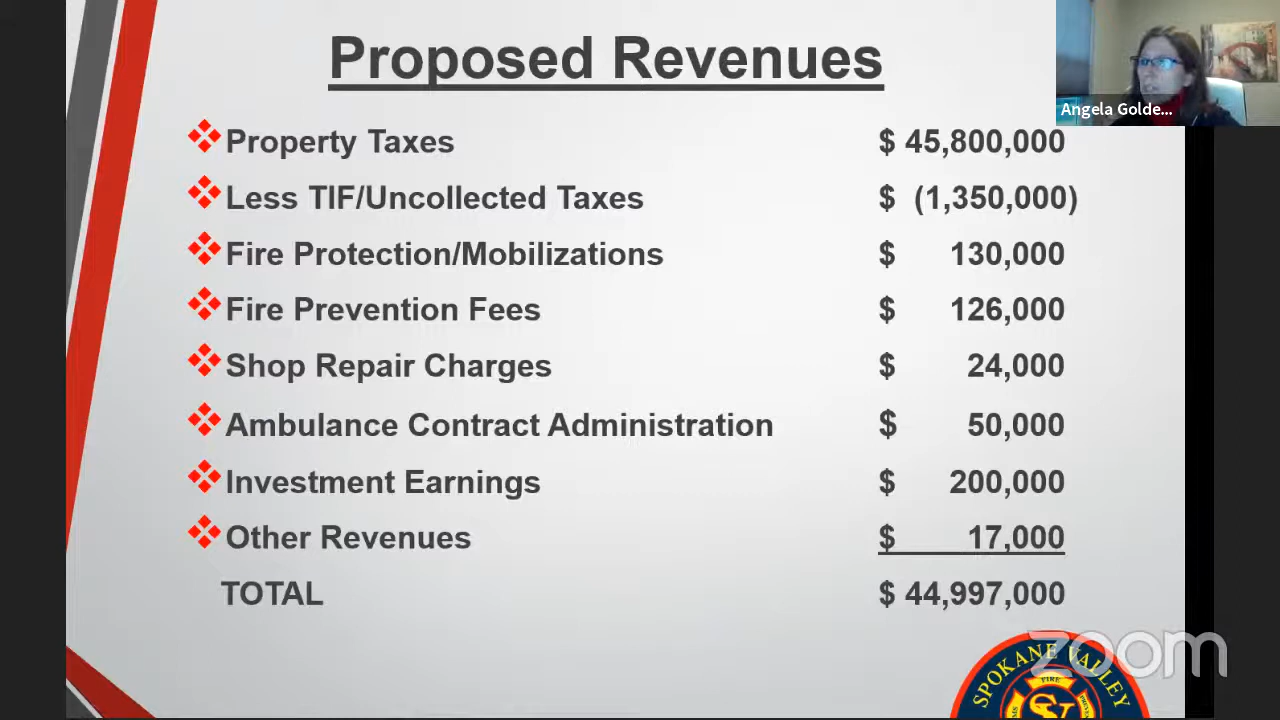 Proposed Revenues
Angela Golde...
Property Taxes $ 45,800,000
Less TIF/Uncollected Taxes $ (1,350,000)
Fire Protection/Mobilizations $ 130,000
Fire Prevention Fees $ 126,000
Shop Repair Charges $ 24,000
Ambulance Contract Administration $ 50,000
Investment Earnings $ 200,000
Other Revenues $ 17,000
TOTAL $ 44,997,000
zoom
SPOKANE VALLEY
FIRE
SV